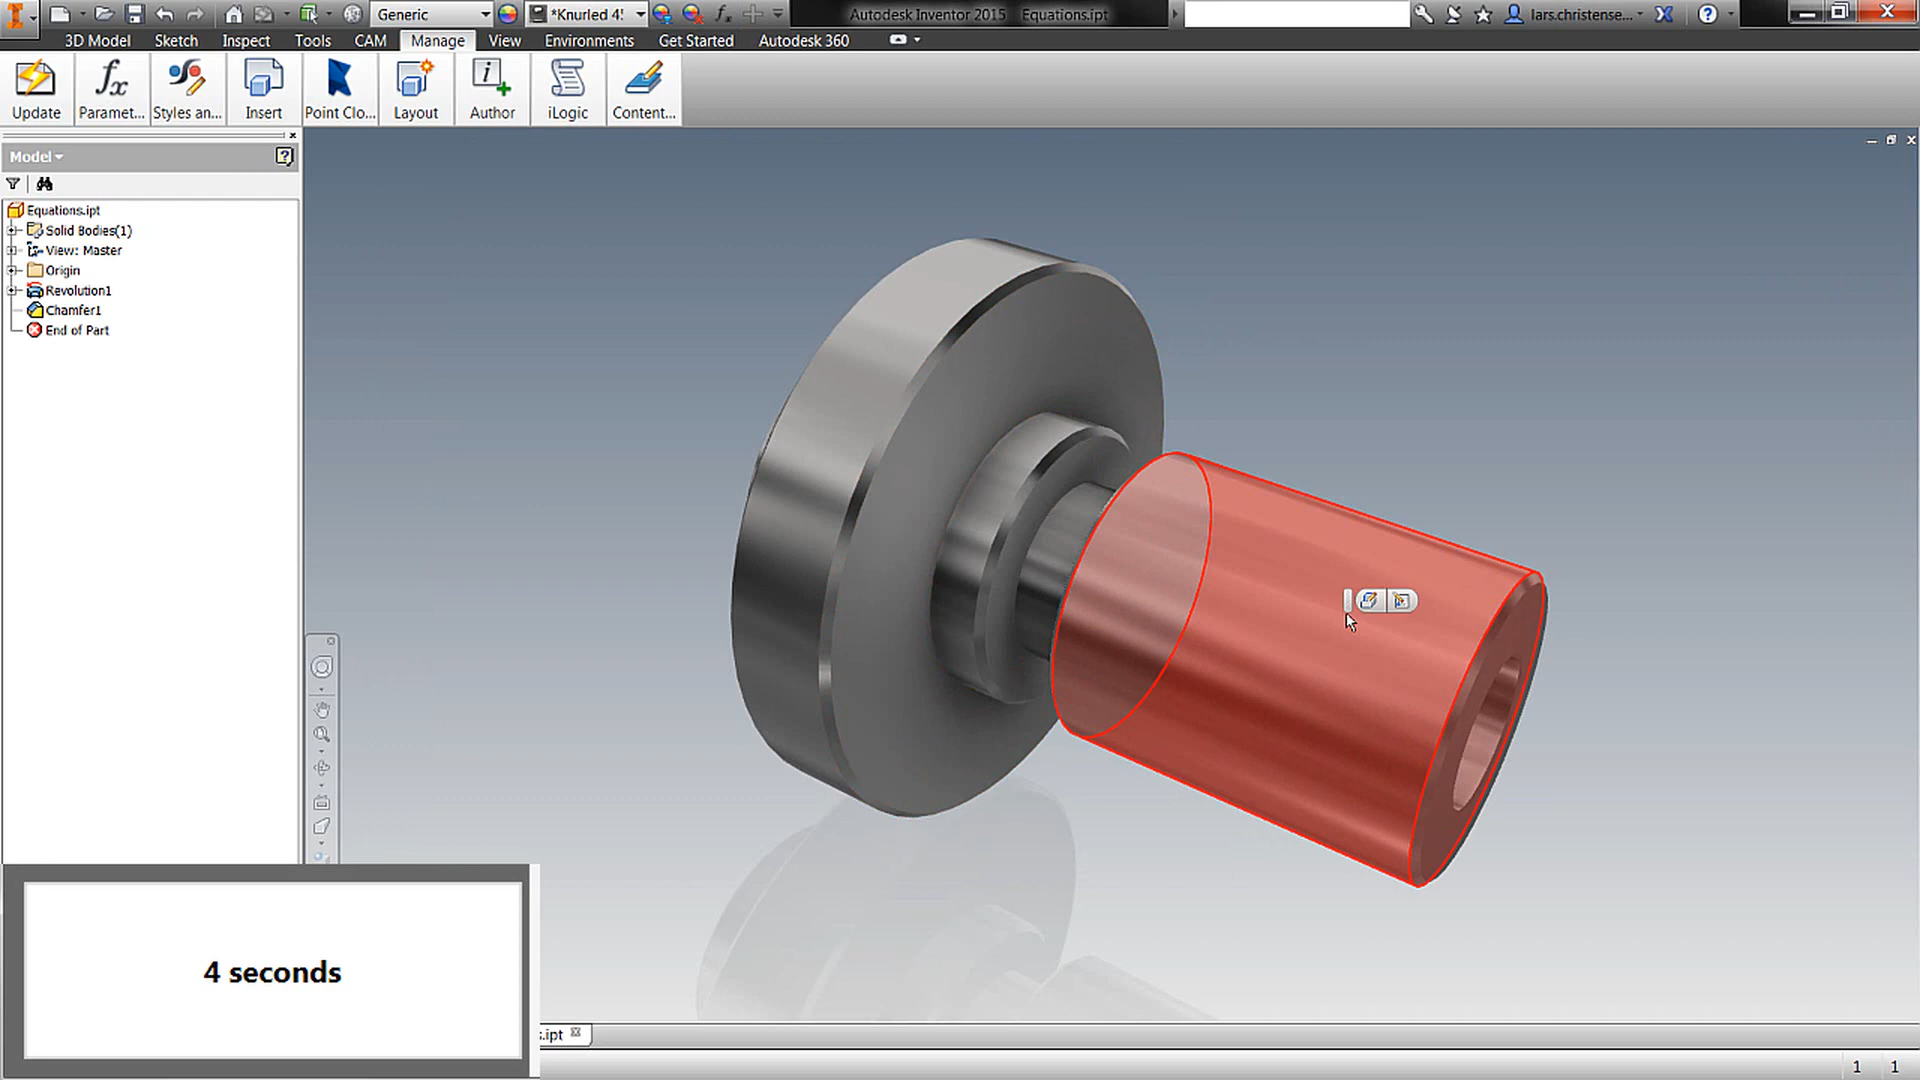 Generic
*Knurled 4!
Autodesk Inventor 2015 Equations.ipt
lars.christense...
3D Model Sketch Inspect Tools CAM Manage View Environments Get Started Autodesk 360
Update
Paramet...
Styles an...
Insert
Point Clo...
Layout
Author
iLogic
Content...
Model
Equations.ipt
Solid Bodies(1)
View: Master
Origin
Revolution1
Chamfer1
End of Part
4 seconds
s.ipt
1 1